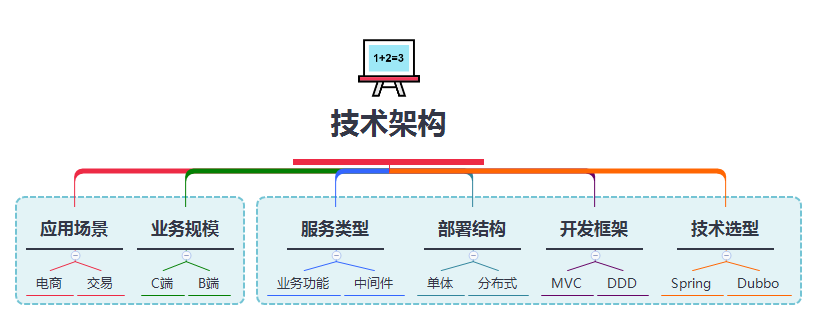 1+2=3
技术架构
应用场景 业务规模 服务类型 部署结构 开发框架 技术选型
电商 交易 C端 B端 业务功能 中间件 单体 分布式 MVC DDD Spring Dubbo